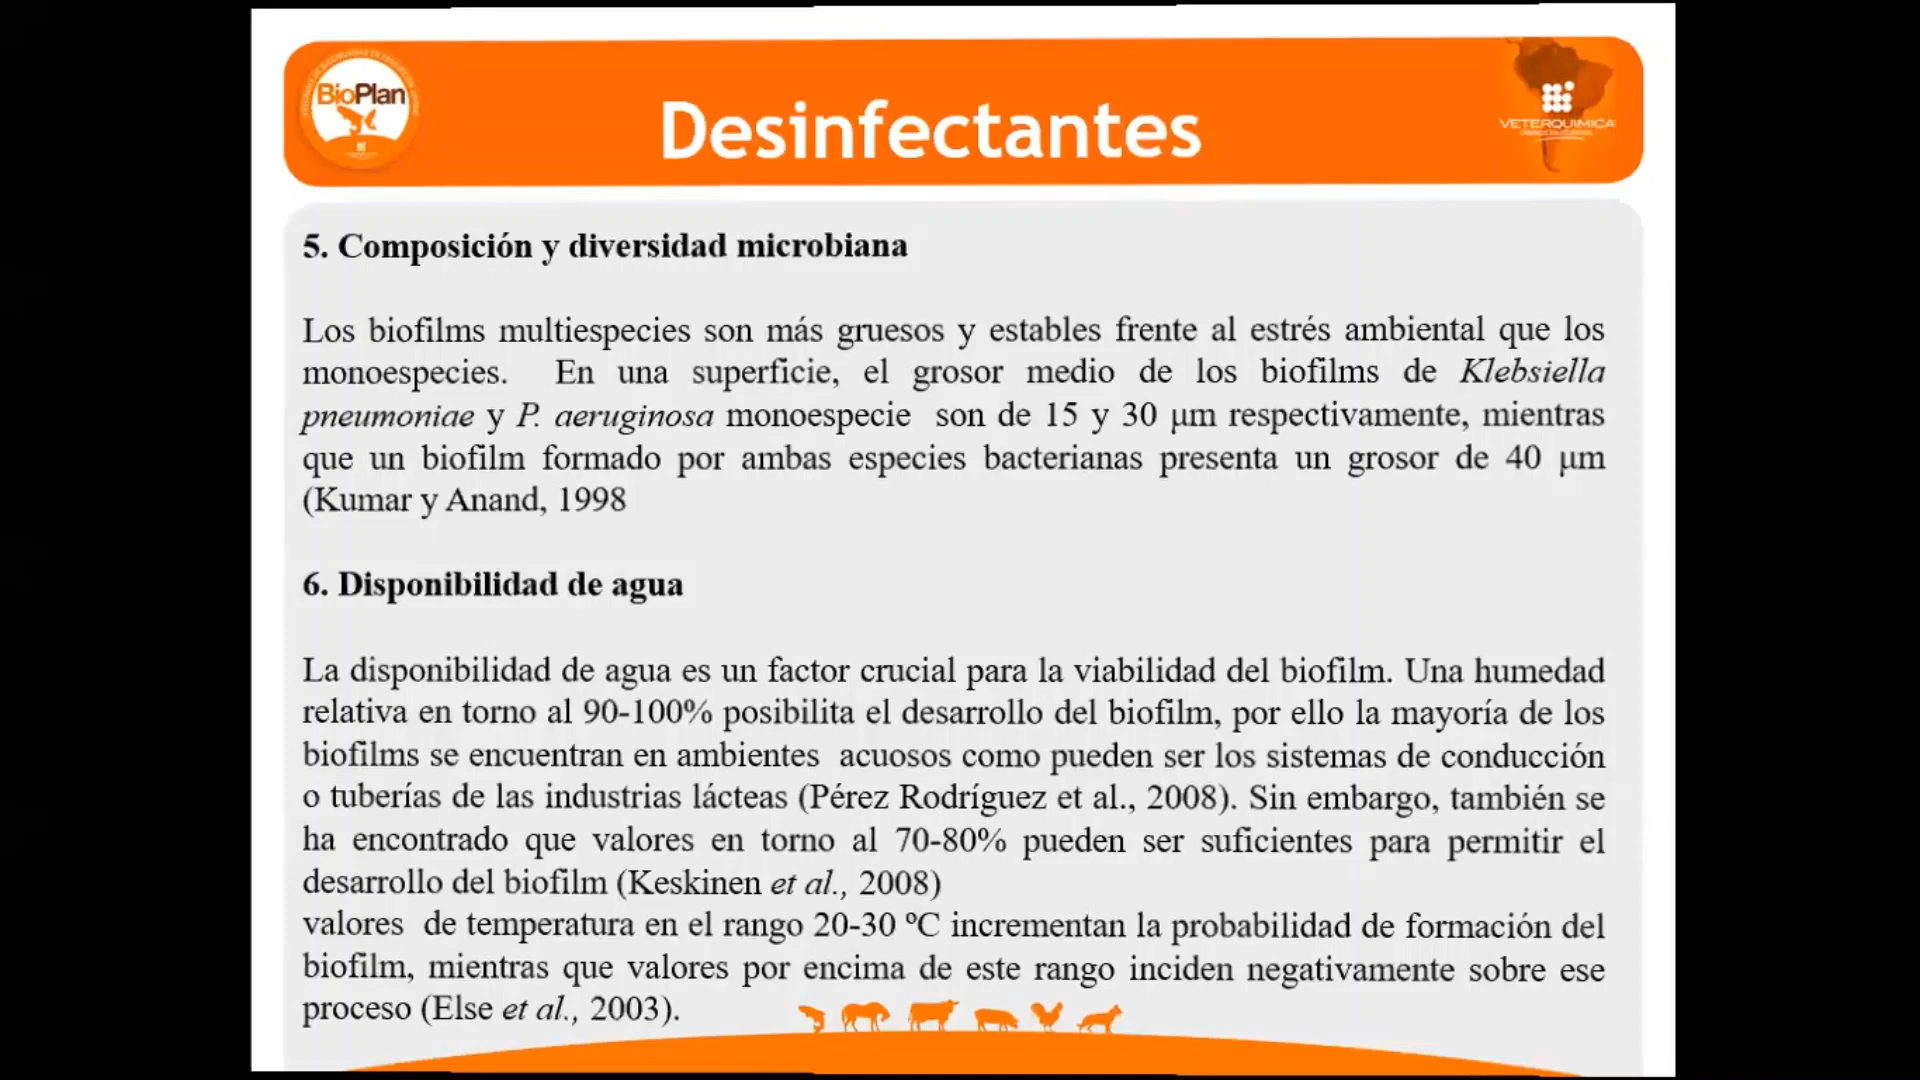 BioPlan
Desinfectantes
VETERQUIMICA
5. Composición y diversidad microbiana
Los biofilms multiespecies son más gruesos y estables frente al estrés ambiental que los
monoespecies. En una superficie, el grosor medio de los biofilms de Klebsiella
pneumoniae y P. aeruginosa monoespecie son de 15 y 30 µm respectivamente, mientras
que un biofilm formado por ambas especies bacterianas presenta un grosor de 40 µm
(Kumar y Anand, 1998
6. Disponibilidad de agua
La disponibilidad de agua es un factor crucial para la viabilidad del biofilm. Una humedad
relativa en torno al 90-100% posibilita el desarrollo del biofilm, por ello la mayoría de los
biofilms se encuentran en ambientes acuosos como pueden ser los sistemas de conducción
o tuberías de las industrias lácteas (Pérez Rodríguez et al., 2008). Sin embargo, también se
ha encontrado que valores en torno al 70-80% pueden ser suficientes para permitir el
desarrollo del biofilm (Keskinen et al., 2008)
valores de temperatura en el rango 20-30 ºC incrementan la probabilidad de formación del
biofilm, mientras que valores por encima de este rango inciden negativamente sobre ese
proceso (Else et al., 2003).